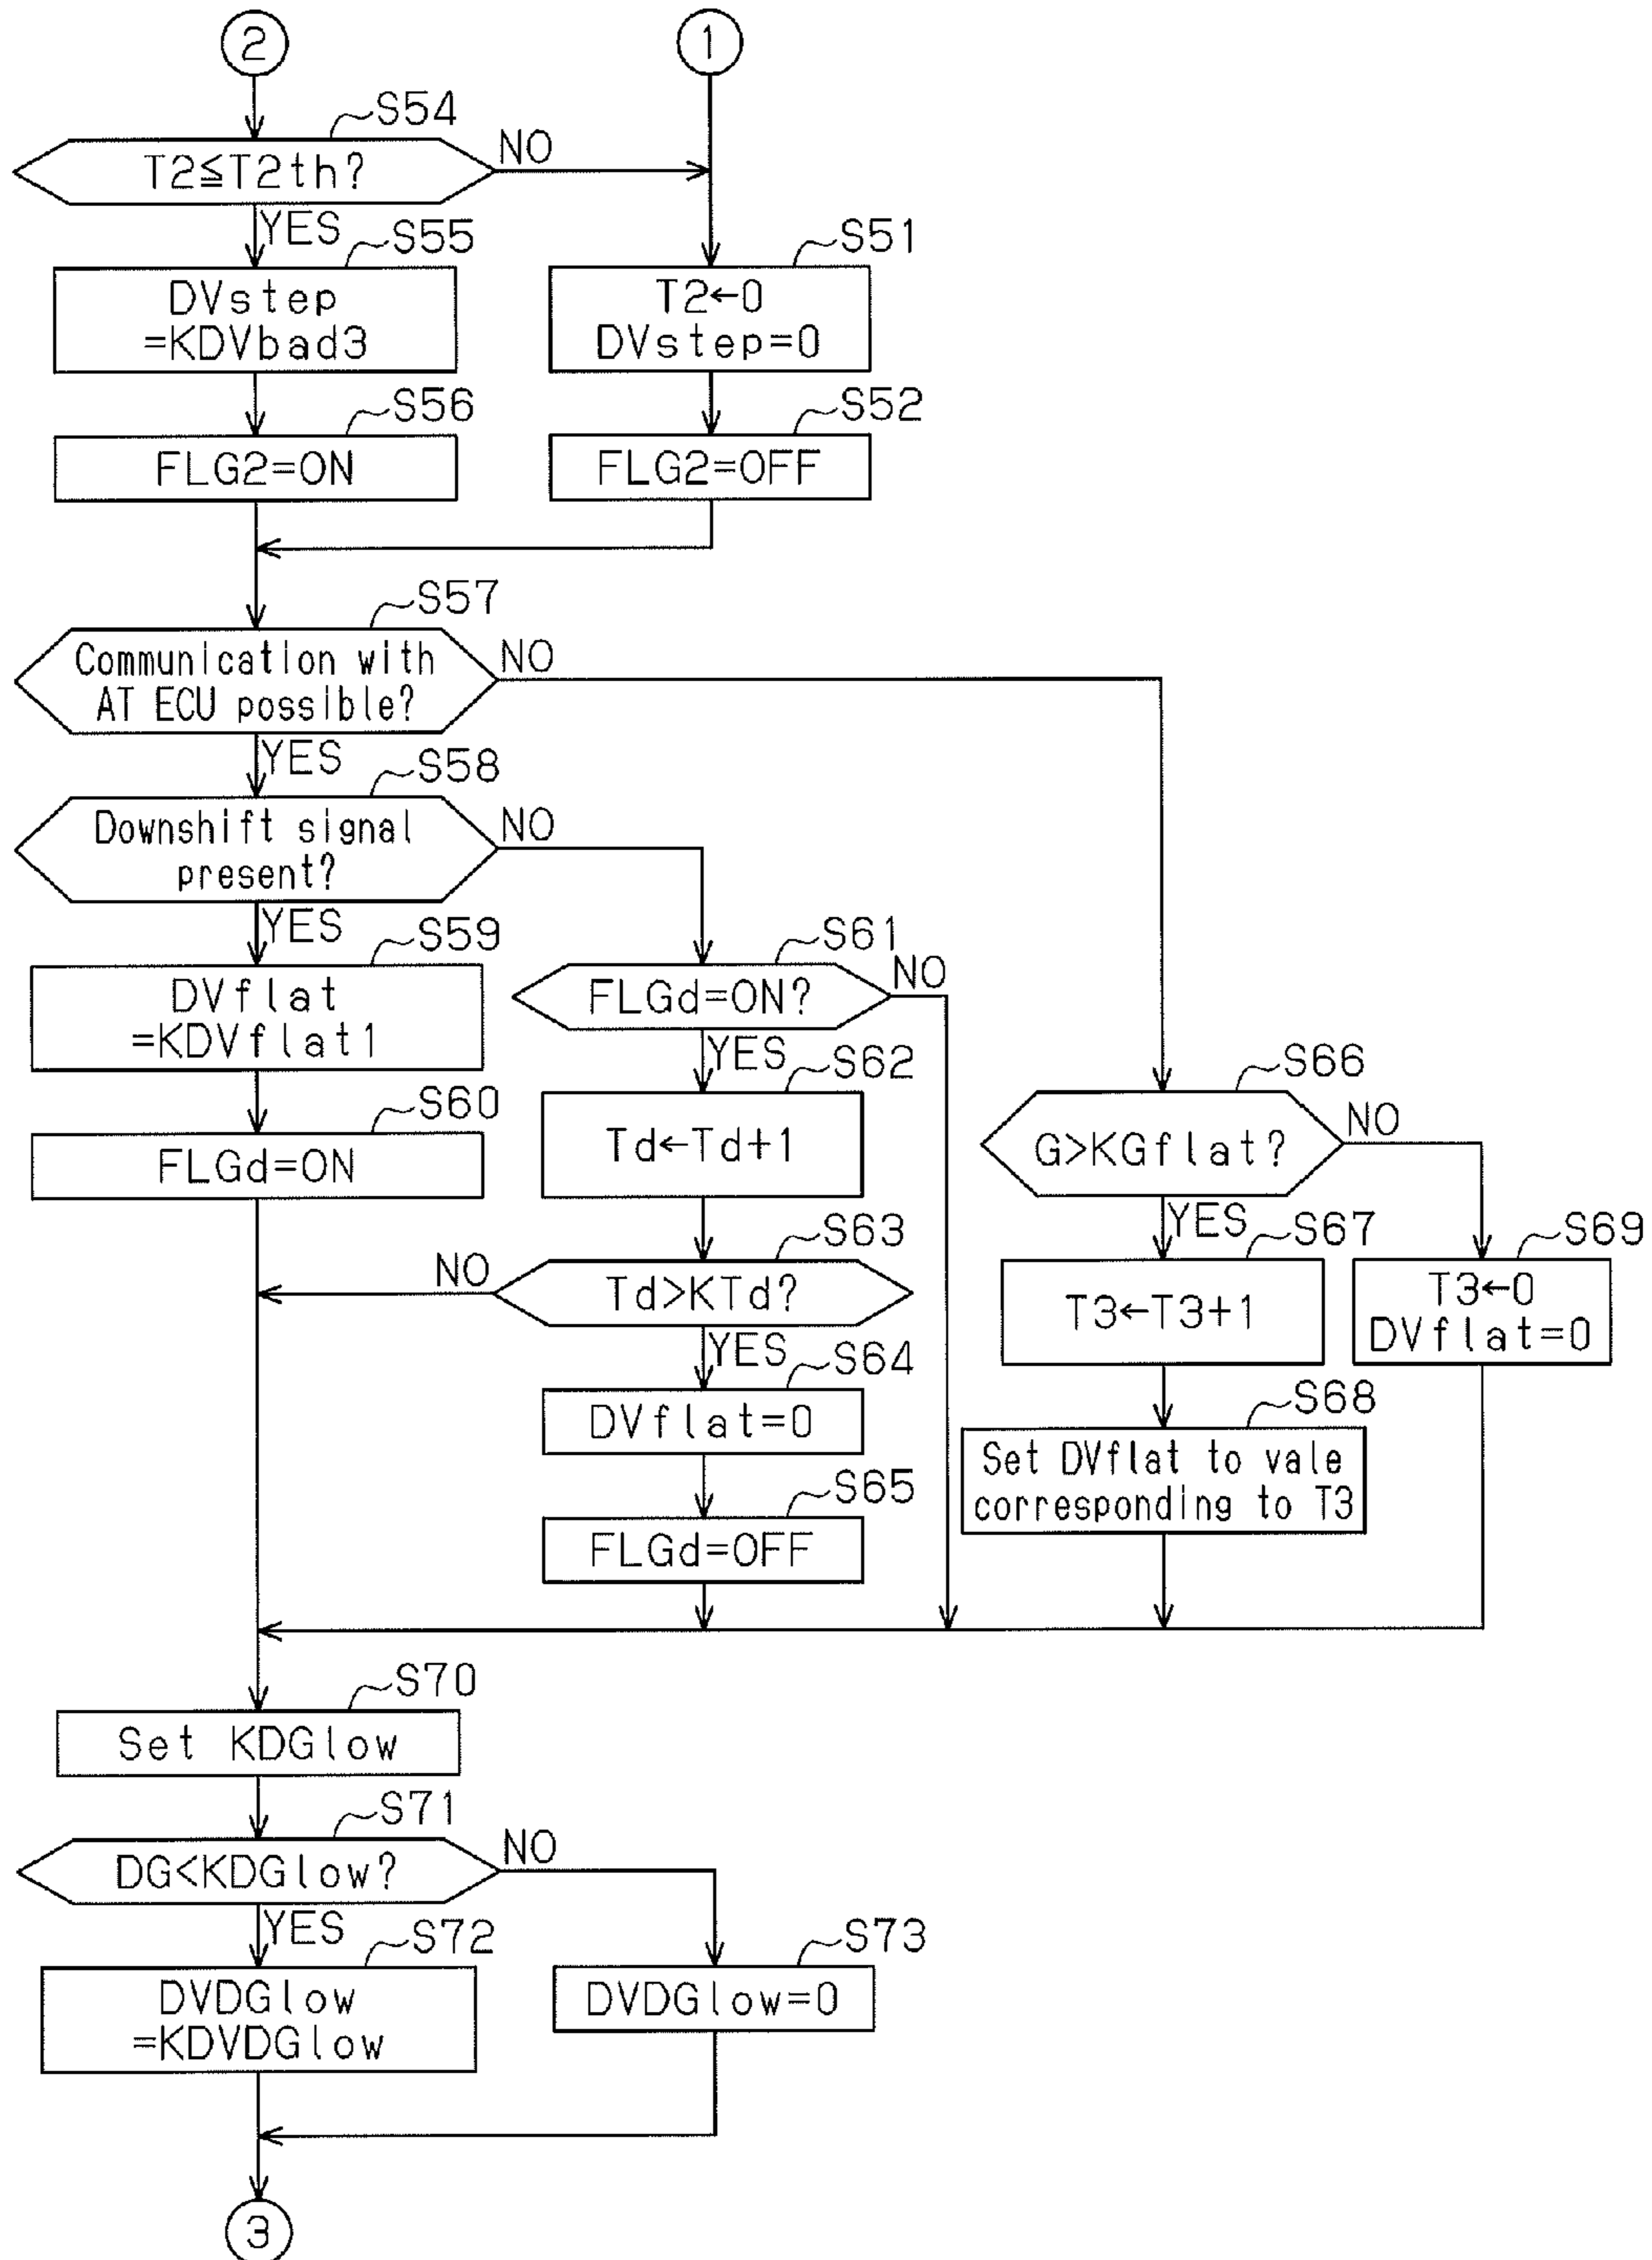 2
1
S54
T2≦T2th?
NO
YES
S55
DVstep
=KDVbad3
S51
T2←0
DVstep=0
S56
FLG2=ON
S52
FLG2=OFF
S57
Communication with
AT ECU possible?
NO
YES
S58
Downshift signal
present?
NO
YES
S59
DVflat
=KDVflat1
S60
FLGd=ON
S61
FLGd=ON?
NO
YES
S62
Td←Td+1
S63
Td>KTd?
NO
YES
S64
DVflat=0
S65
FLGd=OFF
S66
G>KGflat?
NO
YES
S67
T3←T3+1
S68
Set DVflat to vale
corresponding to T3
S69
T3←0
DVflat=0
S70
Set KDGlow
S71
DG<KDGlow?
NO
YES
S72
DVDGlow
=KDVDGlow
S73
DVDGlow=0
3